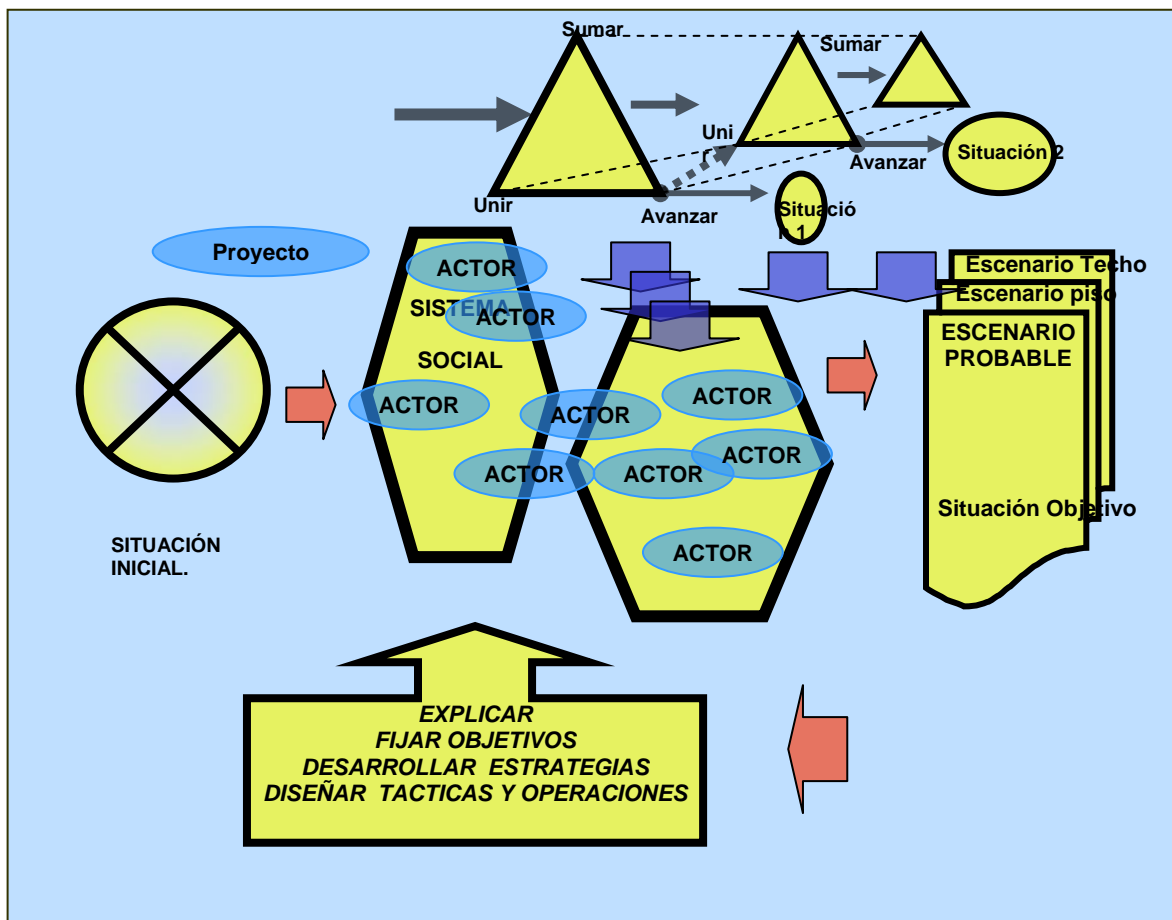 Sumar
Sumar
Uni
r
Avanzar
Situación 2
Unir
Avanzar
Situació
n 1
Proyecto
ACTOR
SISTEMA
ACTOR
SOCIAL
ACTOR
ACTOR
ACTOR
ACTOR
ACTOR
ACTOR
ACTOR
Escenario Techo
Escenario piso
ESCENARIO
PROBABLE
Situación Objetivo
SITUACIÓN
INICIAL.
EXPLICAR
FIJAR OBJETIVOS
DESARROLLAR ESTRATEGIAS
DISEÑAR TACTICAS Y OPERACIONES